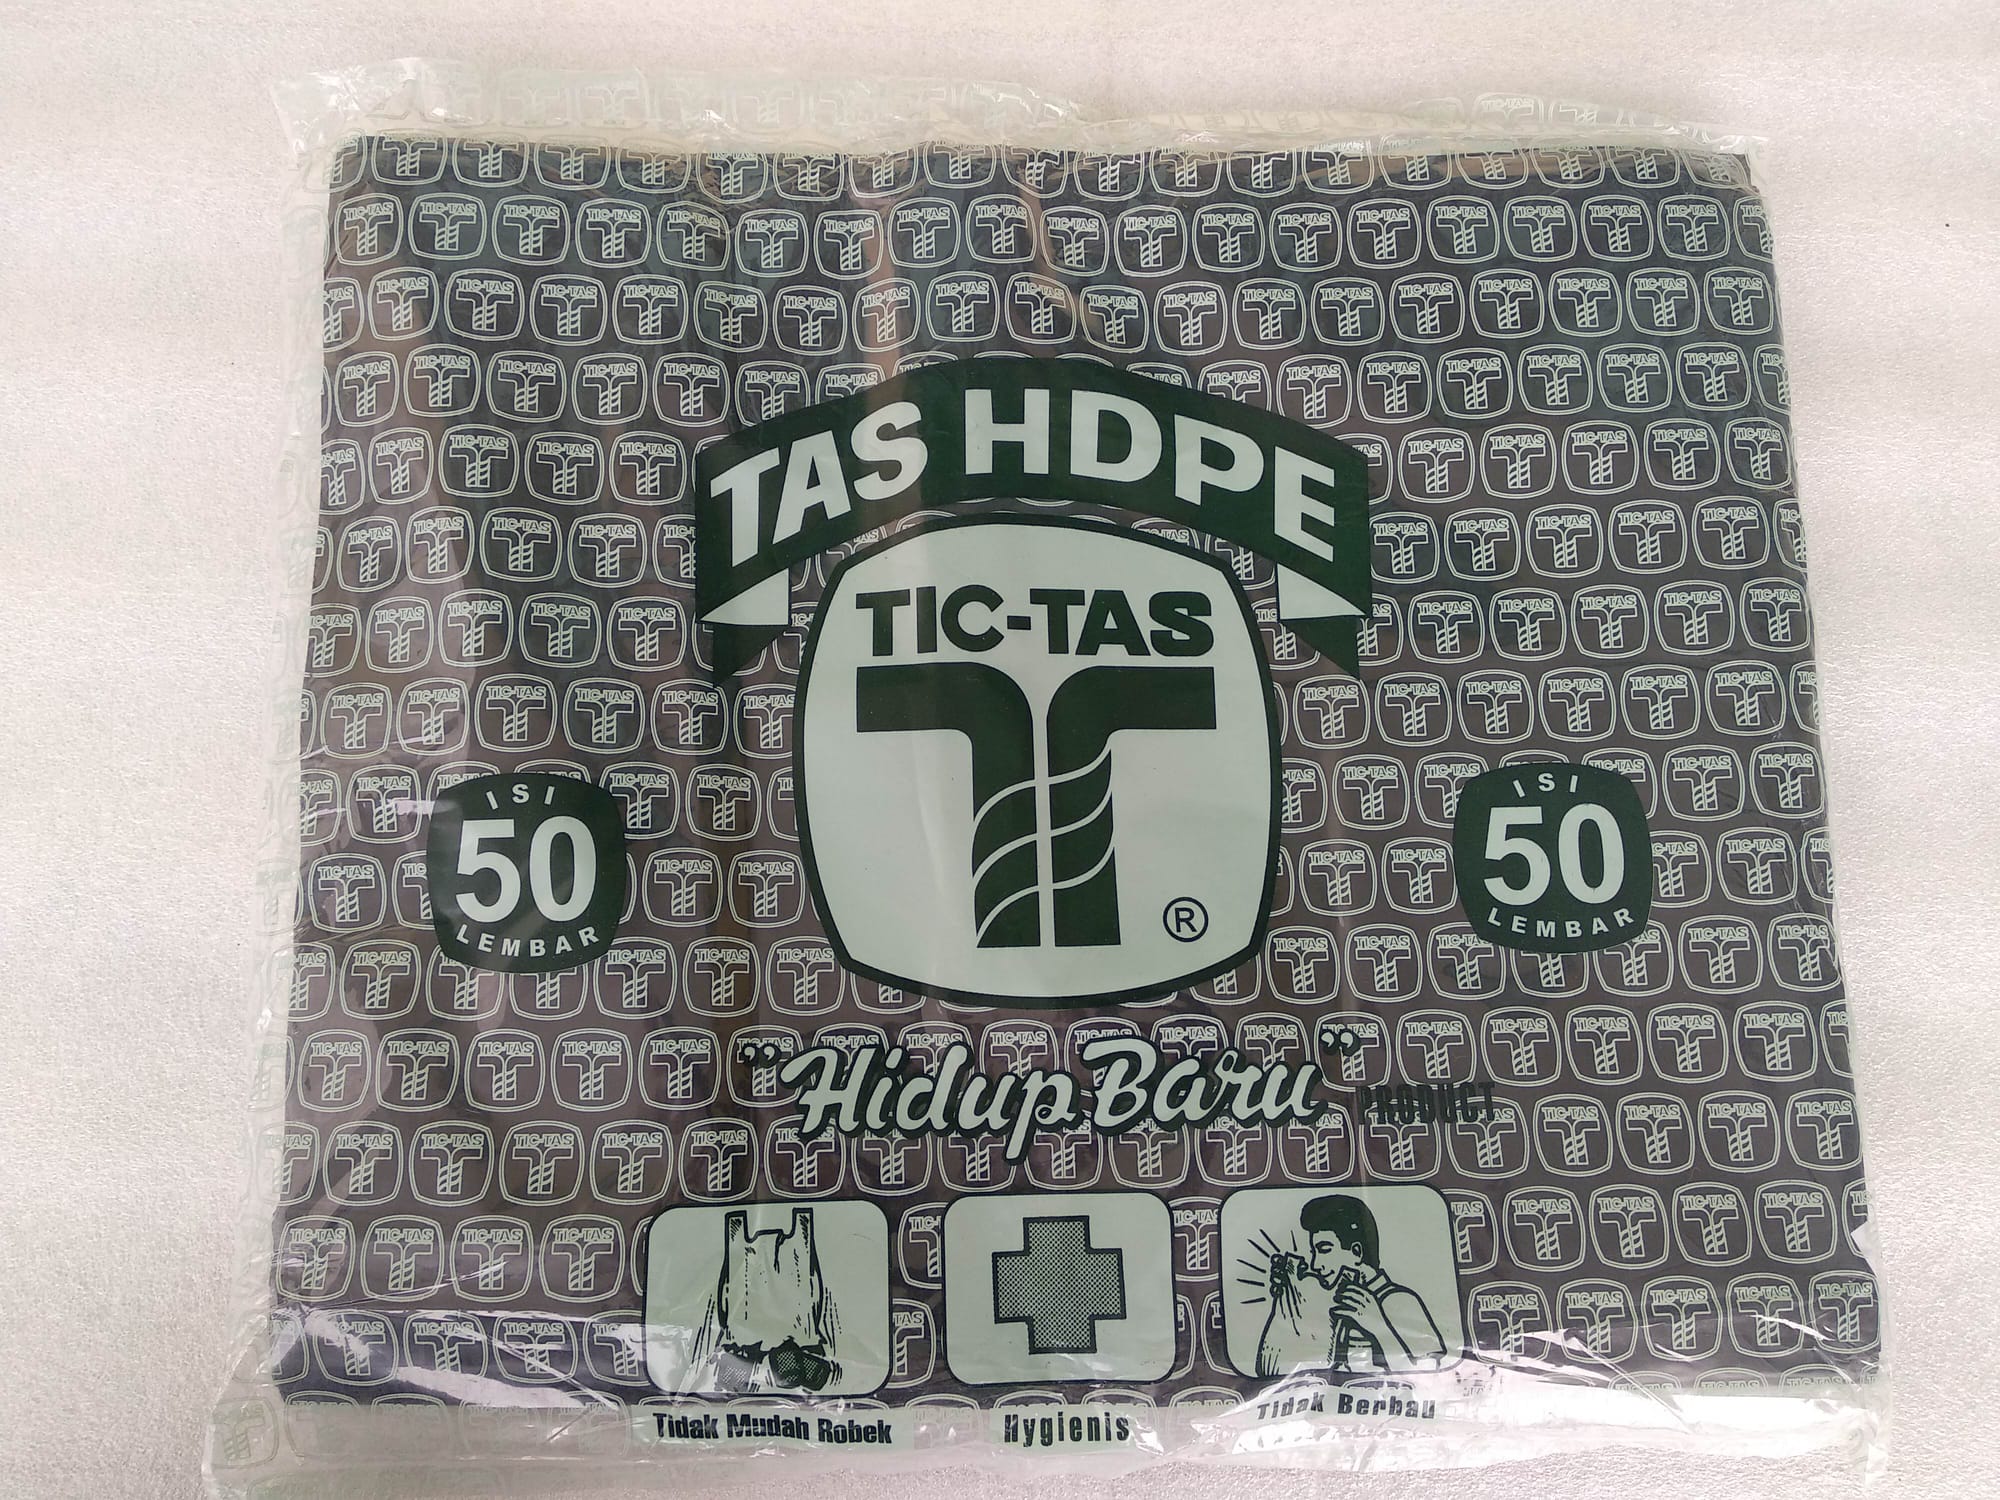 TAS HDPE
TIC-TAS
®
ISI
50
LEMBAR
ISI
50
LEMBAR
"Hidup Baru" PRODUCT
Tidak Mudah Robek
Hygienis
Tidak Berbau